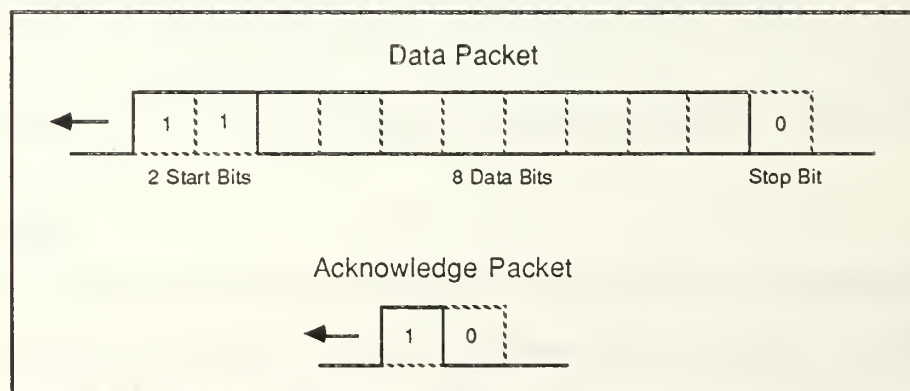 Data Packet
1 1 0
2 Start Bits 8 Data Bits Stop Bit
Acknowledge Packet
1 0